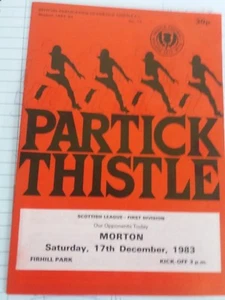 30p
PARTICK
THISTLE
SCOTTISH LEAGUE - FIRST DIVISION
Our Opponents Today
MORTON
Saturday, 17th December, 1983
FIRHILL PARK KICK-OFF 3 p.m.